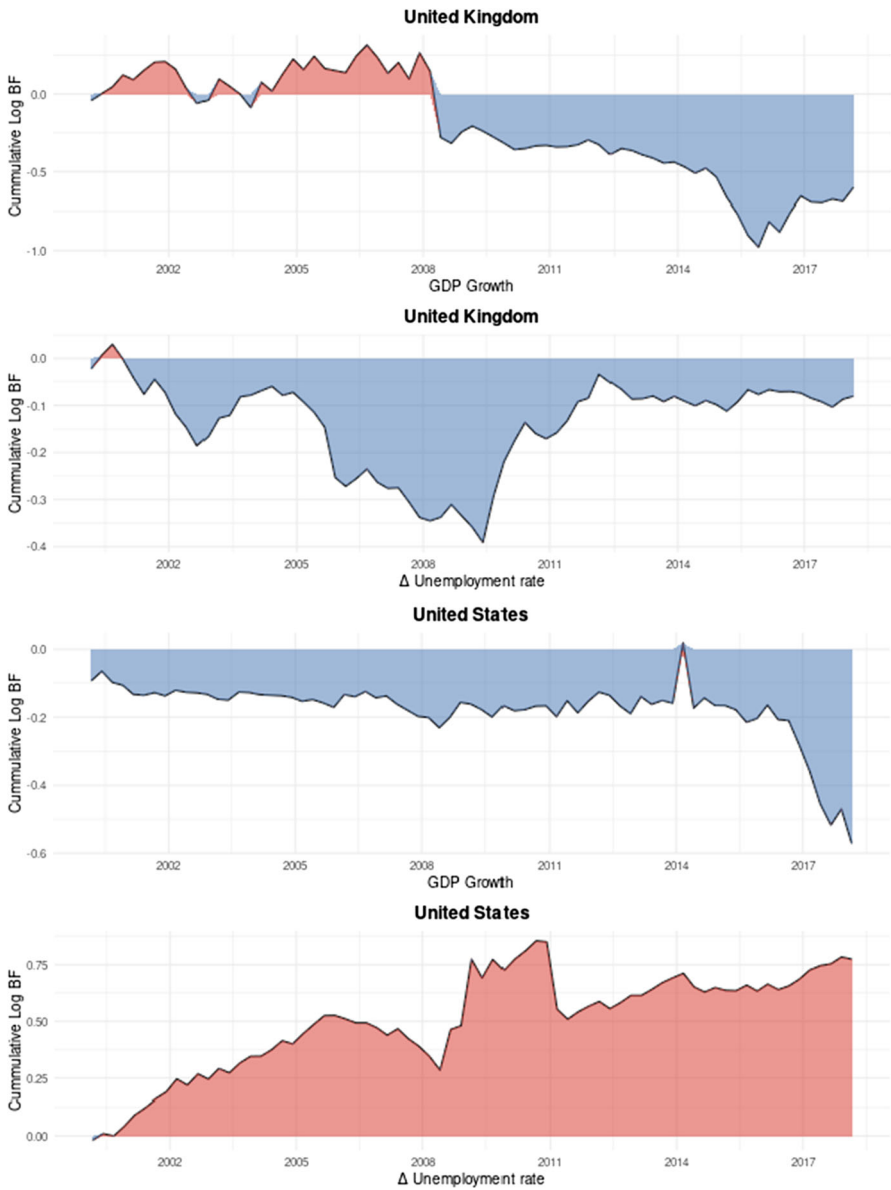 United Kingdom
Cummulative Log BF
0.0
-0.5
-1.0
2002 2005 2008 2011 2014 2017
GDP Growth
United Kingdom
Cummulative Log BF
0.0
-0.1
-0.2
-0.3
-0.4
2002 2005 2008 2011 2014 2017
Δ Unemployment rate
United States
Cummulative Log BF
0.0
-0.2
-0.4
-0.6
2002 2005 2008 2011 2014 2017
GDP Growth
United States
Cummulative Log BF
0.75
0.50
0.25
0.00
2002 2005 2008 2011 2014 2017
Δ Unemployment rate